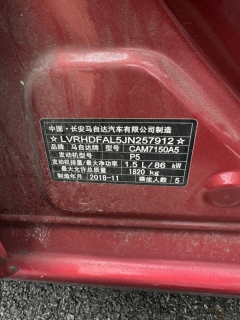 中国·长安马自达汽车有限公司制造
★LVRHDFAL5JN257912★
品牌 马自达牌 型号 CAM7150A5
发动机型号 P5
发动机排量/最大净功率 1.5 L/86 kW
最大允许总质量 1820 kg
制造年月 2018-11 乘坐人数 5